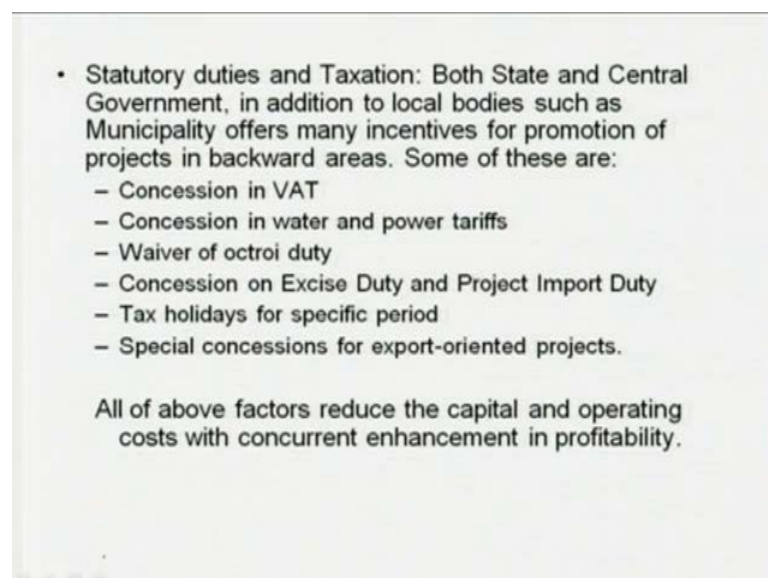 • Statutory duties and Taxation: Both State and Central
Government, in addition to local bodies such as
Municipality offers many incentives for promotion of
projects in backward areas. Some of these are:
– Concession in VAT
– Concession in water and power tariffs
– Waiver of octroi duty
– Concession on Excise Duty and Project Import Duty
– Tax holidays for specific period
– Special concessions for export-oriented projects.
All of above factors reduce the capital and operating
costs with concurrent enhancement in profitability.